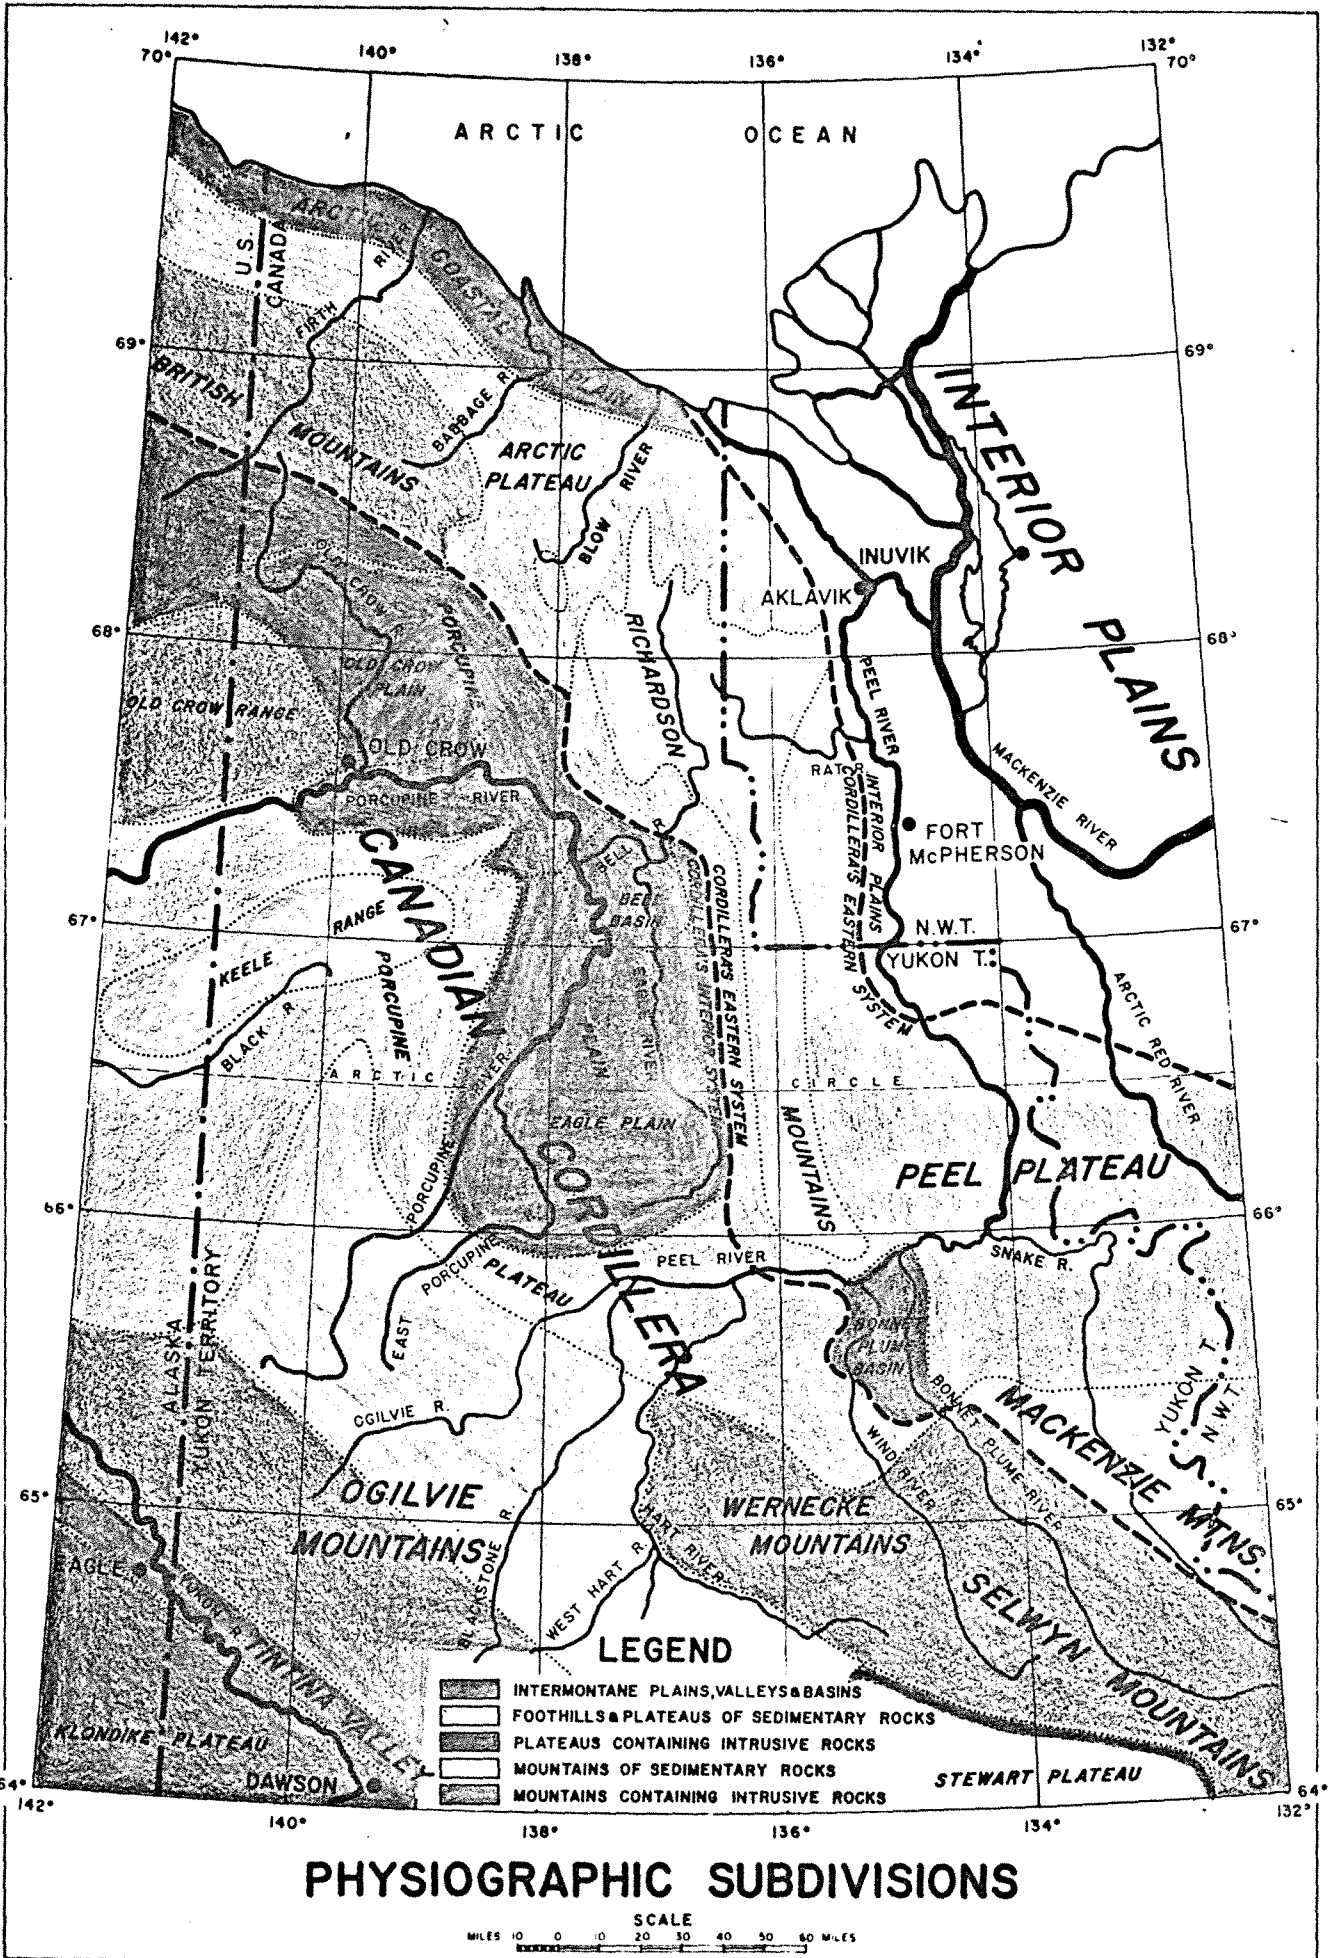 142° 140° 138° 136° 134° 132°
70° 70°
ARCTIC OCEAN
ARCTIC COASTAL PLAIN
U.S.
CANADA
FIRTH RIVER
69° 69°
BRITISH MOUNTAINS
BABBAGE R.
ARCTIC
PLATEAU
BLOW RIVER
INTERIOR PLAINS
INUVIK
AKLAVIK
OLD CROW R.
PORCUPINE
68° 68°
OLD CROW
PLAIN
RICHARDSON
PEEL RIVER
OLD CROW RANGE
OLD CROW
RAT R.
MACKENZIE RIVER
PORCUPINE RIVER
INTERIOR PLAINS
CORDILLERA'S EASTERN SYSTEM
FORT
McPHERSON
CANADIAN CORDILLERA
BELL R.
BELL
BASIN
CORDILLERA'S EASTERN SYSTEM
CORDILLERA'S INTERIOR SYSTEM
67° 67°
KEELE RANGE
N.W.T.
YUKON T.
PORCUPINE
BLACK R.
PLAIN
EAGLE RIVER
ARCTIC RED RIVER
ARCTIC CIRCLE
PORCUPINE RIVER
EAGLE PLAIN
MOUNTAINS
PEEL PLATEAU
66° 66°
PORCUPINE
EAST PORCUPINE
PLATEAU
PEEL RIVER
SNAKE R.
ALASKA
YUKON TERRITORY
BONNET
PLUME
BASIN
YUKON T.
N.W.T.
OGILVIE R.
BONNET PLUME RIVER
WIND RIVER
MACKENZIE MTNS.
65° 65°
OGILVIE
MOUNTAINS
WERNECKE
MOUNTAINS
HART RIVER
BLACKSTONE R.
WEST HART R.
SELWYN MOUNTAINS
EAGLE
YUKON R.
TINTINA VALLEY
KLONDIKE PLATEAU
DAWSON
STEWART PLATEAU
LEGEND
INTERMONTANE PLAINS, VALLEYS & BASINS
FOOTHILLS & PLATEAUS OF SEDIMENTARY ROCKS
PLATEAUS CONTAINING INTRUSIVE ROCKS
MOUNTAINS OF SEDIMENTARY ROCKS
MOUNTAINS CONTAINING INTRUSIVE ROCKS
64° 64°
142° 140° 138° 136° 134° 132°
PHYSIOGRAPHIC SUBDIVISIONS
SCALE
MILES 10 0 10 20 30 40 50 60 MILES